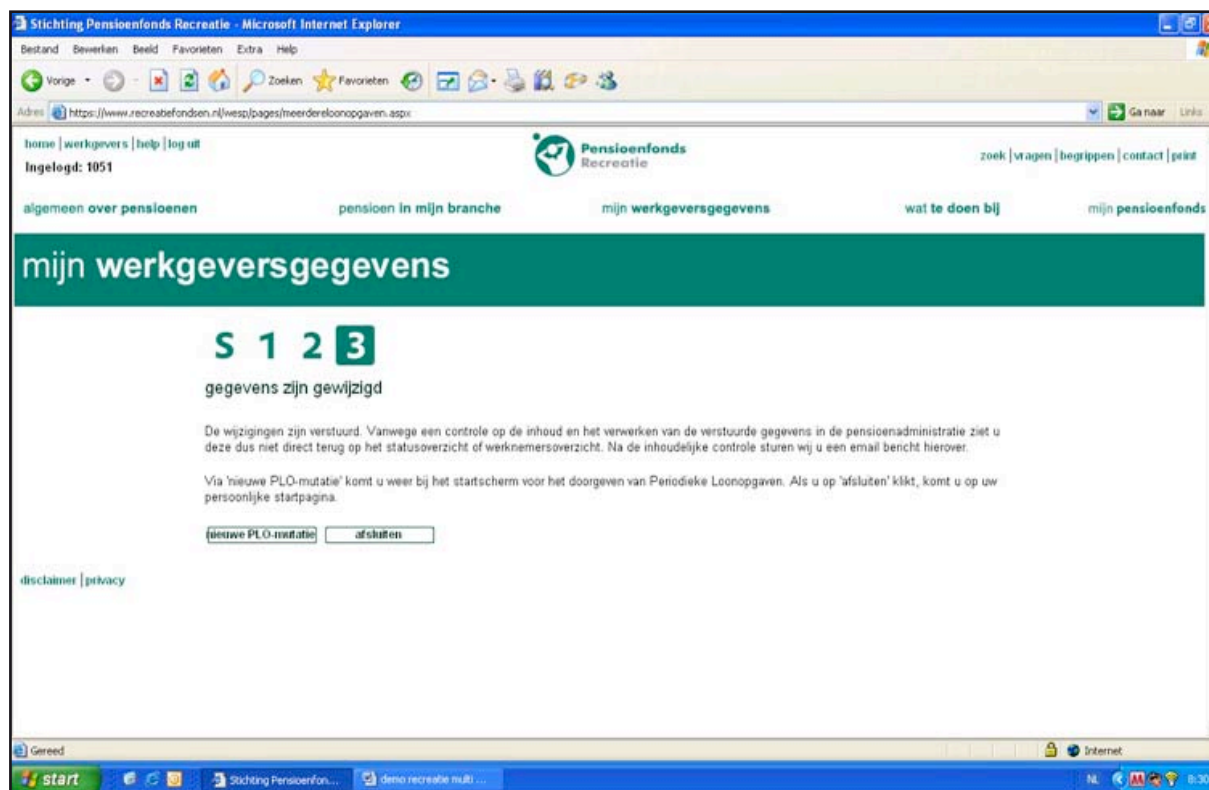 Stichting Pensioenfonds Recreatie - Microsoft Internet Explorer
Bestand Bewerken Beeld Favorieten Extra Help
Vorige Zoeken Favorieten
Adres https://www.recreatiefondsen.nl/wesp/pages/meerdereloonopgaven.aspx Ga naar Links
home | werkgevers | help | log uit
Ingelogd: 1051
Pensioenfonds
Recreatie
zoek | vragen | begrippen | contact | print
algemeen over pensioenen pensioen in mijn branche mijn werkgeversgegevens wat te doen bij mijn pensioenfonds
mijn werkgeversgegevens
S 1 2 3
gegevens zijn gewijzigd
De wijzigingen zijn verstuurd. Vanwege een controle op de inhoud en het verwerken van de verstuurde gegevens in de pensioenadministratie ziet u
deze dus niet direct terug op het statusoverzicht of werknemersoverzicht. Na de inhoudelijke controle sturen wij u een email bericht hierover.
Via 'nieuwe PLO-mutatie' komt u weer bij het startscherm voor het doorgeven van Periodieke Loonopgaven. Als u op 'afsluiten' klikt, komt u op uw
persoonlijke startpagina.
nieuwe PLO-mutatie afsluiten
disclaimer | privacy
Gereed Internet
start Stichting Pensioenfon... demo recreatie multi ... NL 8:30